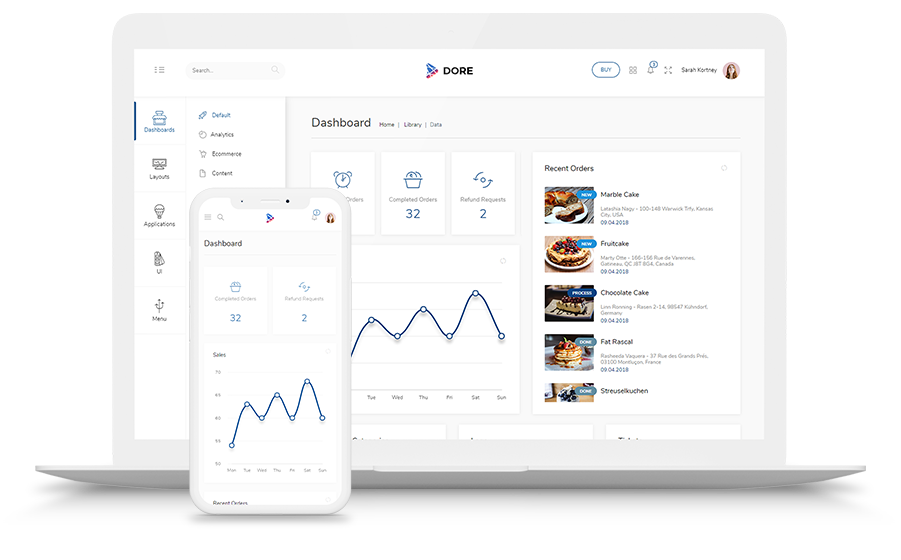 Search...
DORE
BUY
3
Sarah Kortney
Dashboards
Layouts
Applications
UI
Menu
Default
Analytics
Ecommerce
Content
Dashboard
Home | Library | Data
Orders
Completed Orders
32
Refund Requests
2
Tue Wed Thu Fri Sat Sun
Recent Orders
NEW
Marble Cake
Latashia Nagy - 100-148 Warwick Trfy, Kansas
City, USA
09.04.2018
NEW
Fruitcake
Marty Otte - 166-156 Rue de Varennes,
Gatineau, QC J8T 8G4, Canada
09.04.2018
PROCESS
Chocolate Cake
Linn Ronning - Rasen 2-14, 98547 Kühndorf,
Germany
09.04.2018
DONE
Fat Rascal
Rasheeda Vaquera - 37 Rue des Grands Prés,
03100 Montluçon, France
09.04.2018
DONE
Streuselkuchen
3
Dashboard
Completed Orders
32
Refund Requests
2
Sales
70
65
60
55
50
Mon Tue Wed Thu Fri Sat Sun
Recent Orders